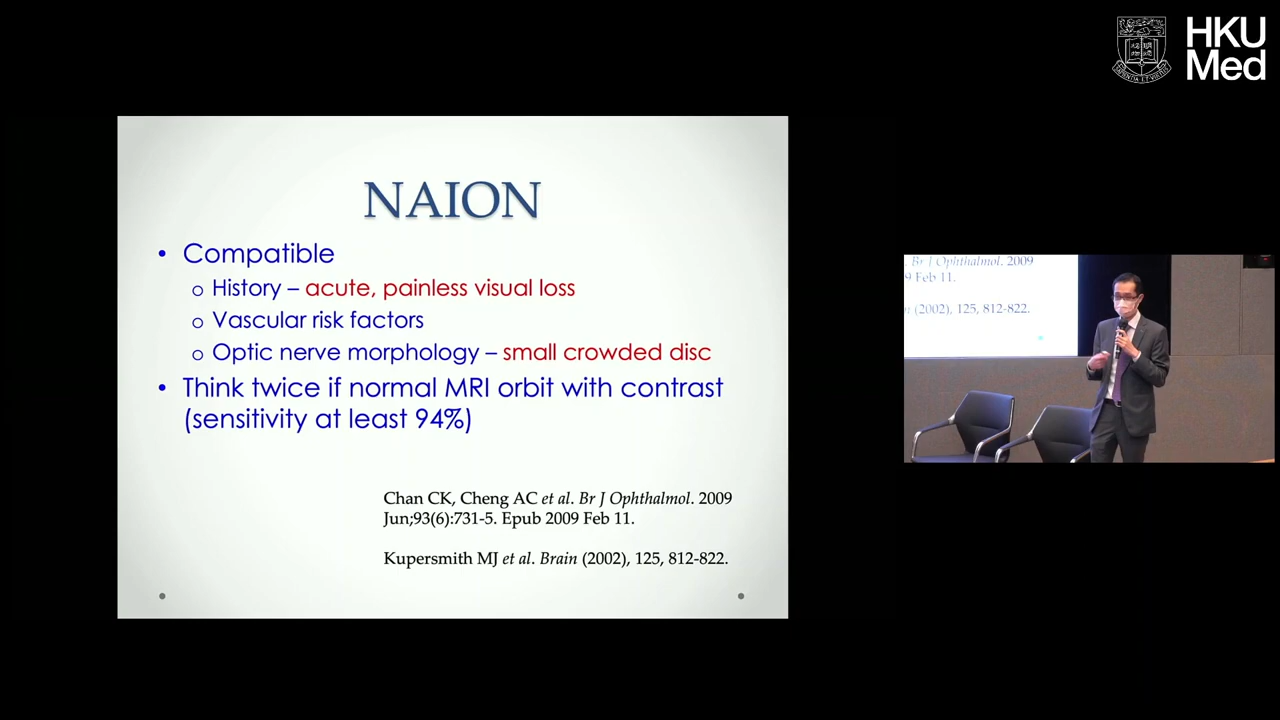 HKU
Med
NAION
• Compatible
o History – acute, painless visual loss
o Vascular risk factors
o Optic nerve morphology – small crowded disc
• Think twice if normal MRI orbit with contrast
(sensitivity at least 94%)
Chan CK, Cheng AC et al. Br J Ophthalmol. 2009
Jun;93(6):731-5. Epub 2009 Feb 11.
Kupersmith MJ et al. Brain (2002), 125, 812-822.
Br J Ophthalmol. 2009
9 Feb 11.
(2002), 125, 812-822.